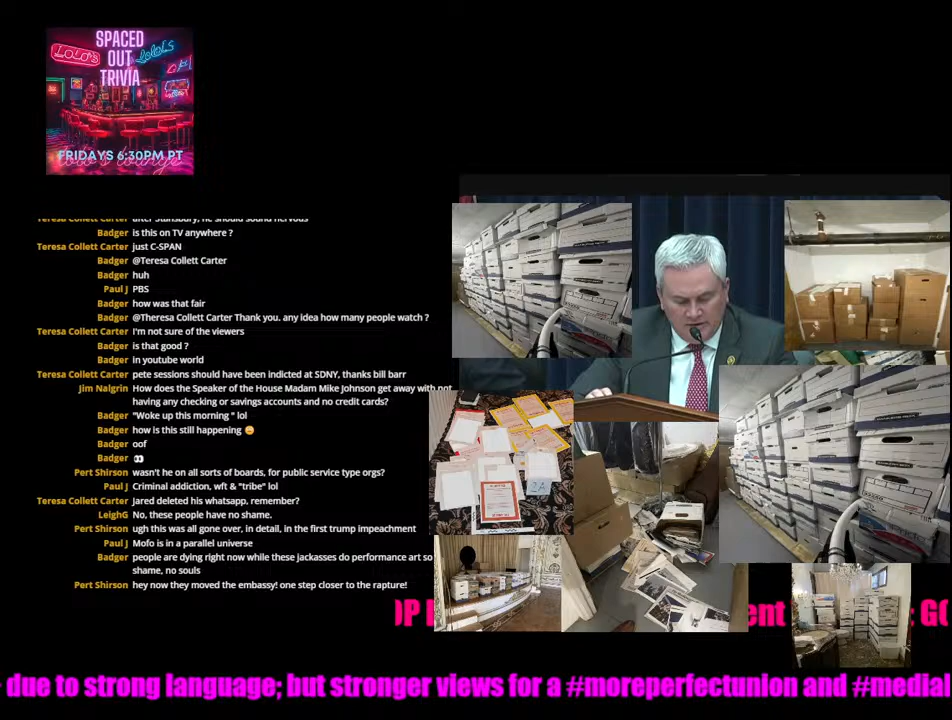 SPACED
OUT
TRIVIA
LOLO'S
FRIDAYS 6:30PM PT
Teresa Collett Carter after Stansbury, he should sound nervous
Badger is this on TV anywhere ?
Teresa Collett Carter just C-SPAN
Badger @Teresa Collett Carter
Badger huh
Paul J PBS
Badger how was that fair
Badger @Theresa Collett Carter Thank you. any idea how many people watch ?
Teresa Collett Carter I'm not sure of the viewers
Badger is that good ?
Badger in youtube world
Teresa Collett Carter pete sessions should have been indicted at SDNY, thanks bill barr
Jim Nalgrin How does the Speaker of the House Madam Mike Johnson get away with not
having any checking or savings accounts and no credit cards?
Badger "Woke up this morning " lol
Badger how is this still happening 🤔
Badger oof
Badger 👀
Pert Shirson wasn't he on all sorts of boards, for public service type orgs?
Paul J Criminal addiction, wft & "tribe" lol
Teresa Collett Carter Jared deleted his whatsapp, remember?
LeighG No, these people have no shame.
Pert Shirson ugh this was all gone over, in detail, in the first trump impeachment
Paul J Mofo is in a parallel universe
Badger people are dying right now while these jackasses do performance art so
shame, no souls
Pert Shirson hey now they moved the embassy! one step closer to the rapture!
2A
due to strong language; but stronger views for a #moreperfectunion and #medial